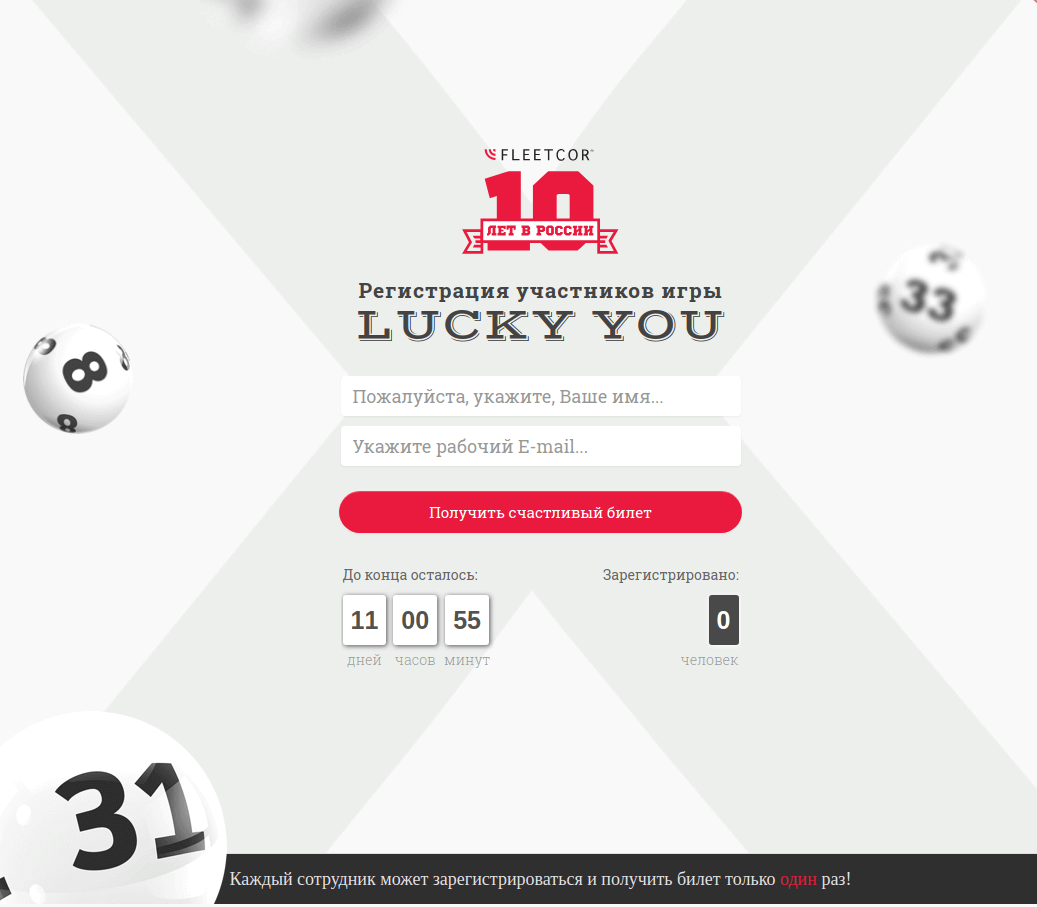 FLEETCOR
10
ЛЕТ В РОССИИ
Регистрация участников игры
LUCKY YOU
33
8
8
Пожалуйста, укажите, Ваше имя...
Укажите рабочий E-mail...
Получить счастливый билет
До конца осталось:
Зарегистрировано:
11 00 55
0
дней часов минут
человек
31
Каждый сотрудник может зарегистрироваться и получить билет только один раз!